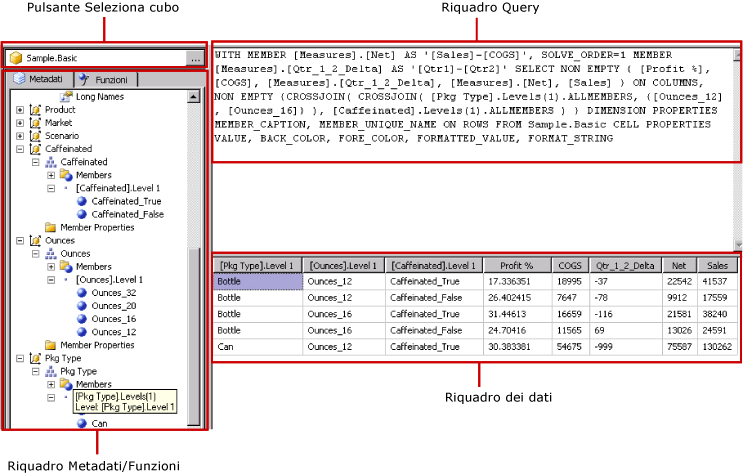 Pulsante Seleziona cubo
Riquadro Query
Sample.Basic
...
Metadati
Funzioni
Long Names
Product
Market
Scenario
Caffeinated
Caffeinated
Members
[Caffeinated].Level 1
Caffeinated_True
Caffeinated_False
Member Properties
Ounces
Ounces
Members
[Ounces].Level 1
Ounces_32
Ounces_20
Ounces_16
Ounces_12
Member Properties
Pkg Type
Pkg Type
Members
[Pkg Type].Levels(1)
Level: [Pkg Type].Level 1
Can
WITH MEMBER [Measures].[Net] AS '[Sales]-[COGS]', SOLVE_ORDER=1 MEMBER
[Measures].[Qtr_1_2_Delta] AS '[Qtr1]-[Qtr2]' SELECT NON EMPTY { [Profit %],
[COGS], [Measures].[Qtr_1_2_Delta], [Measures].[Net], [Sales] } ON COLUMNS,
NON EMPTY (CROSSJOIN( CROSSJOIN( [Pkg Type].Levels(1).ALLMEMBERS, ([Ounces_12]
, [Ounces_16]) ), [Caffeinated].Levels(1).ALLMEMBERS ) ) DIMENSION PROPERTIES
MEMBER_CAPTION, MEMBER_UNIQUE_NAME ON ROWS FROM Sample.Basic CELL PROPERTIES
VALUE, BACK_COLOR, FORE_COLOR, FORMATTED_VALUE, FORMAT_STRING
[Pkg Type].Level 1 [Ounces].Level 1 [Caffeinated].Level 1 Profit % COGS Qtr_1_2_Delta Net Sales
Bottle Ounces_12 Caffeinated_True 17.336351 18995 -37 22542 41537
Bottle Ounces_12 Caffeinated_False 26.402415 7647 -78 9912 17559
Bottle Ounces_16 Caffeinated_True 31.44613 16659 -116 21581 38240
Bottle Ounces_16 Caffeinated_False 24.70416 11565 69 13026 24591
Can Ounces_12 Caffeinated_True 30.383381 54675 -999 75587 130262
Riquadro dei dati
Riquadro Metadati/Funzioni